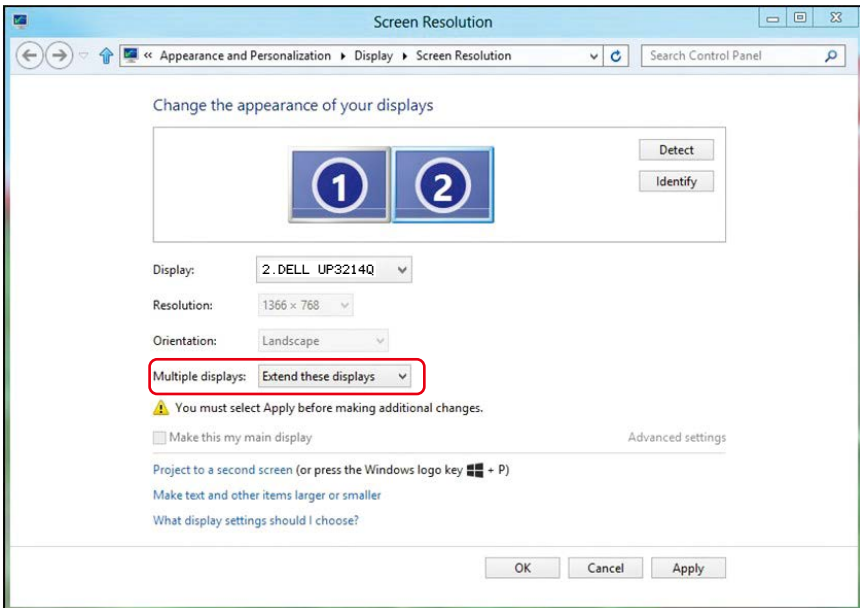 Screen Resolution
« Appearance and Personalization ▸ Display ▸ Screen Resolution
Search Control Panel
Change the appearance of your displays
1
2
Detect
Identify
Display: 2.DELL UP3214Q
Resolution: 1366 × 768
Orientation: Landscape
Multiple displays: Extend these displays
You must select Apply before making additional changes.
Make this my main display
Advanced settings
Project to a second screen (or press the Windows logo key + P)
Make text and other items larger or smaller
What display settings should I choose?
OK
Cancel
Apply